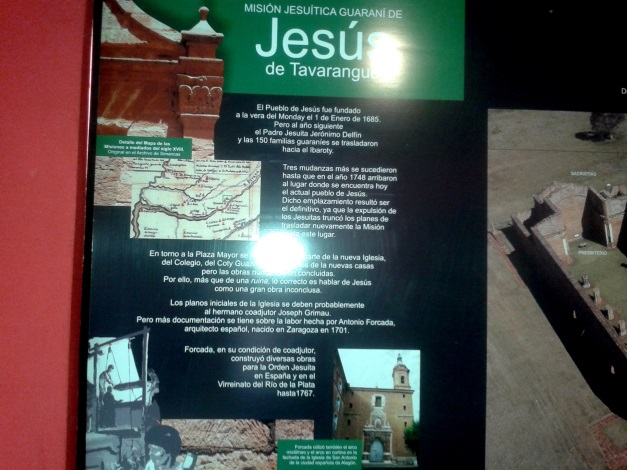 MISIÓN JESUÍTICA GUARANÍ DE
Jesús
de Tavarangue
El Pueblo de Jesús fue fundado
a la vera del Monday el 1 de Enero de 1685.
Pero al año siguiente
el Padre Jesuita Jerónimo Delfín
y las 150 familias guaraníes se trasladaron
hacia el Ibaroty.
Detalle del Mapa de las
Misiones a mediados del siglo XVIII.
Original en el Archivo de Simancas
Tres mudanzas más se sucedieron
hasta que en el año 1748 arribaron
al lugar donde se encuentra hoy
el actual pueblo de Jesús.
Dicho emplazamiento resultó ser
el definitivo, ya que la expulsión de
los Jesuitas truncó los planes de
trasladar nuevamente la Misión
este lugar.
En torno a la Plaza Mayor se parte de la nueva Iglesia,
del Colegio, del Coty de la nuevas casas
pero las obras concluidas.
Por ello, más que de una ruina, lo correcto es hablar de Jesús
como una gran obra inconclusa.
Los planos iniciales de la Iglesia se deben probablemente
al hermano coadjutor Joseph Grimau.
Pero más documentación se tiene sobre la labor hecha por Antonio Forcada,
arquitecto español, nacido en Zaragoza en 1701.
Forcada, en su condición de coadjutor,
construyó diversas obras
para la Orden Jesuita
en España y en el
Virreinato del Río de la Plata
hasta1767.
Forcada utilizó también el arco
mixtilíneo y el arco en cortina en la
fachada de la Iglesia de San Antonio
de la ciudad española de Alagón.
SACRISTÍA
PRESBITERIO